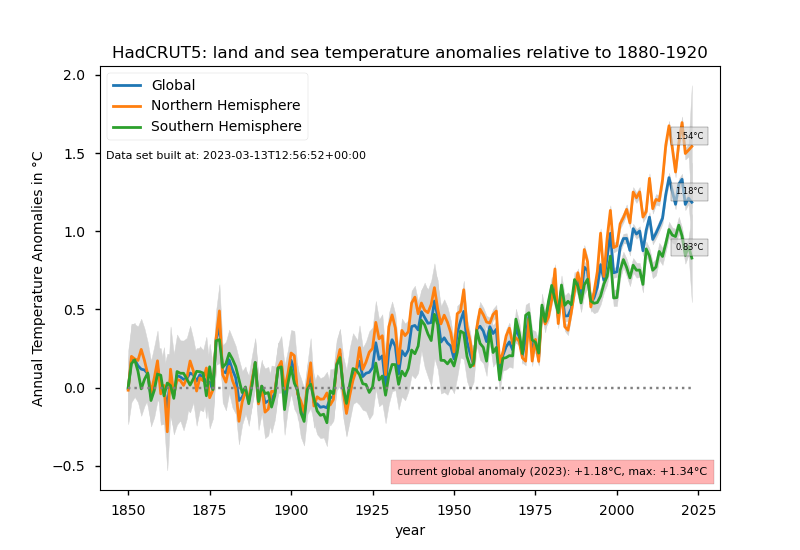 HadCRUT5: land and sea temperature anomalies relative to 1880-1920
2.0
1.5
1.0
0.5
0.0
−0.5
Annual Temperature Anomalies in °C
Global
Northern Hemisphere
Southern Hemisphere
Data set built at: 2023-03-13T12:56:52+00:00
1.54°C
1.18°C
0.83°C
current global anomaly (2023): +1.18°C, max: +1.34°C
1850
1875
1900
1925
1950
1975
2000
2025
year